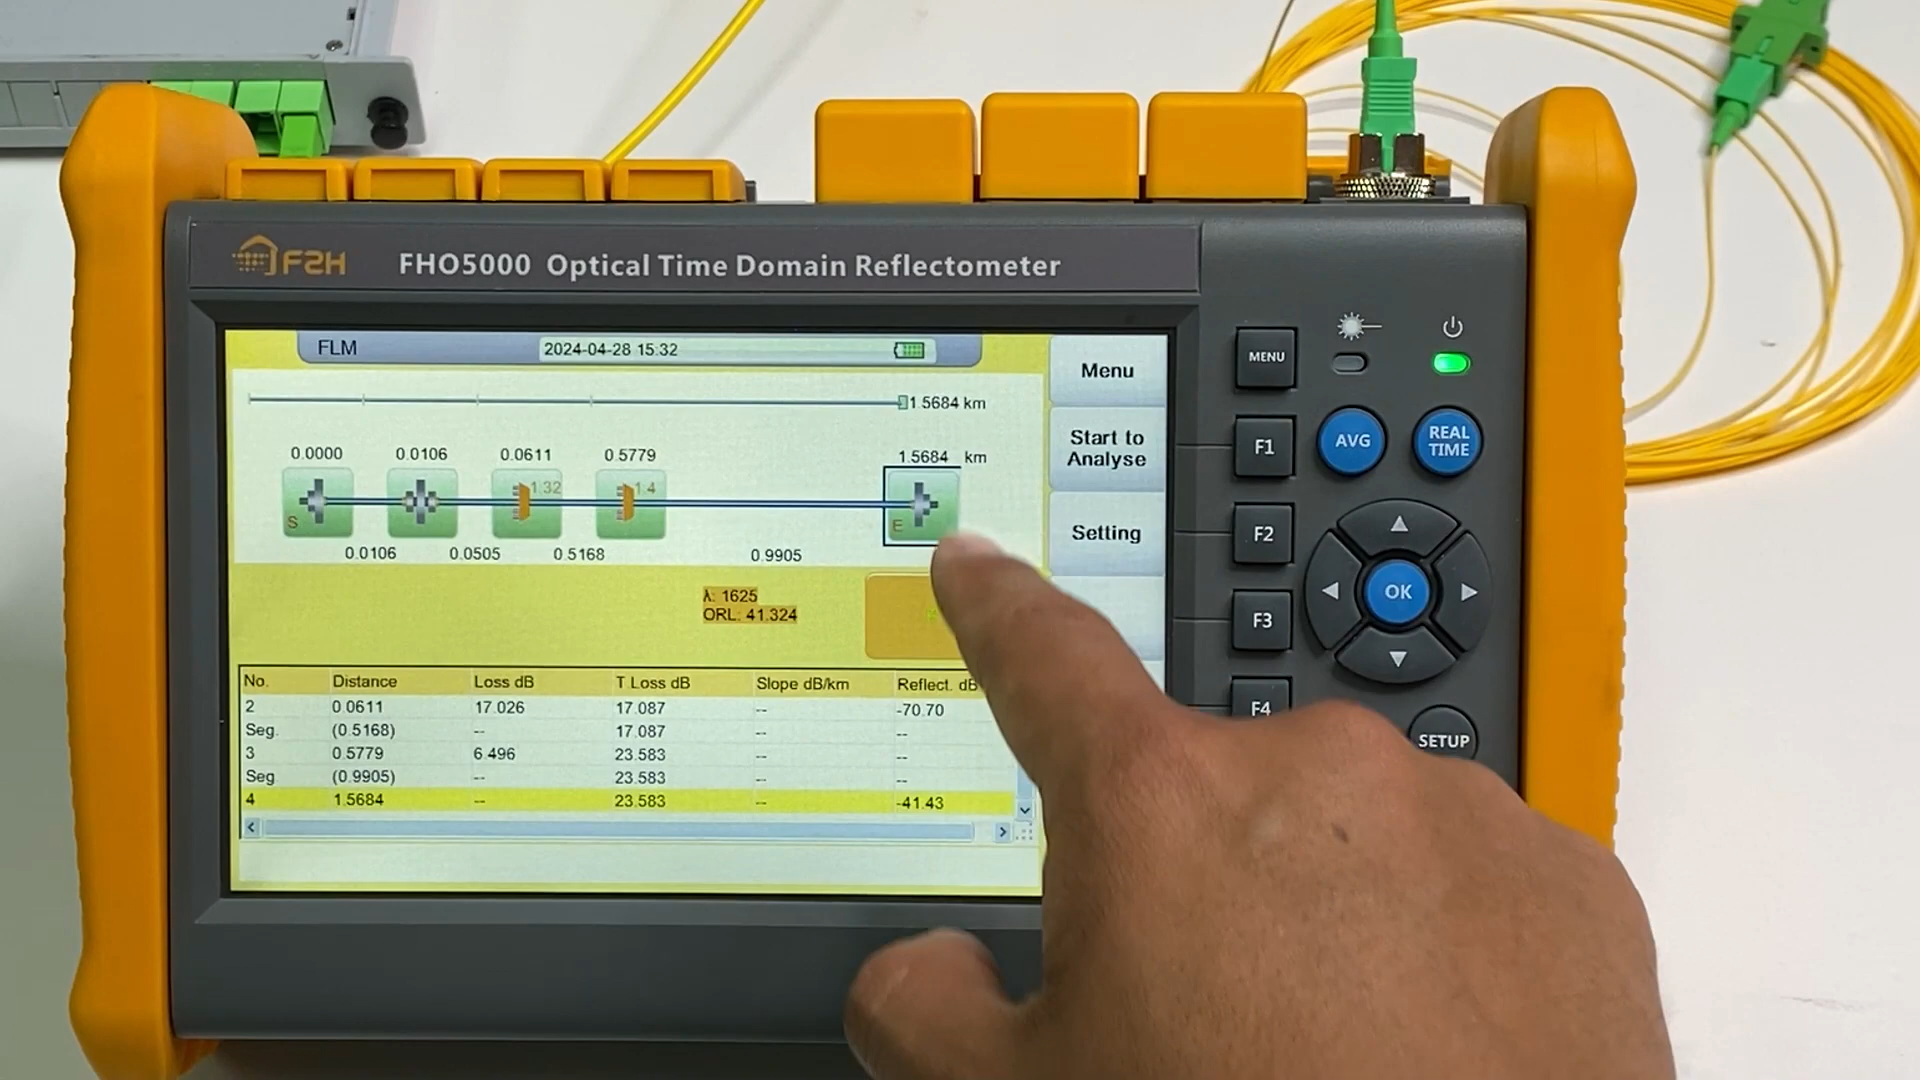 F2H
FHO5000 Optical Time Domain Reflectometer
FLM
2024-04-28 15:32
1.5684 km
0.0000 0.0106 0.0611 0.5779 1.5684 km
1.32 1.4
S E
0.0106 0.0505 0.5168 0.9905
λ: 1625
ORL: 41.324
No. Distance Loss dB T.Loss dB Slope dB/km Reflect. dB
2 0.0611 17.026 17.087 -- -70.70
Seg. (0.5168) -- 17.087 -- --
3 0.5779 6.496 23.583 -- --
Seg (0.9905) -- 23.583 -- --
4 1.5684 -- 23.583 -- -41.43
Menu
Start to
Analyse
Setting
MENU
F1
AVG
REAL
TIME
F2
OK
F3
F4
SETUP